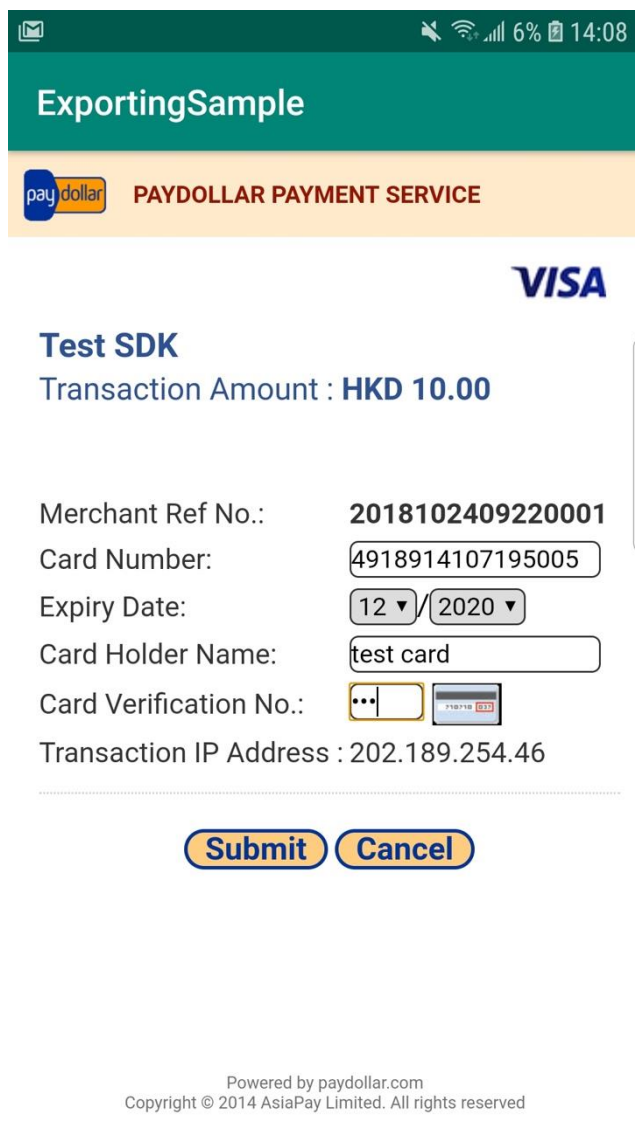 6% 14:08
ExportingSample
paydollar PAYDOLLAR PAYMENT SERVICE
VISA
Test SDK
Transaction Amount : HKD 10.00
Merchant Ref No.: 2018102409220001
Card Number: 4918914107195005
Expiry Date: 12 / 2020
Card Holder Name: test card
Card Verification No.: •••
Transaction IP Address : 202.189.254.46
Submit Cancel
Powered by paydollar.com
Copyright © 2014 AsiaPay Limited. All rights reserved